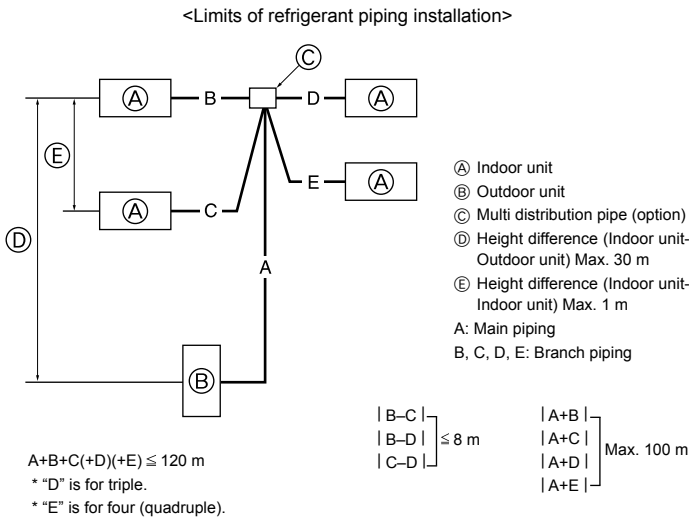 <Limits of refrigerant piping installation>
Ⓒ
Ⓐ B D Ⓐ
Ⓔ
Ⓐ C E Ⓐ
Ⓓ
A
Ⓑ
Ⓐ Indoor unit
Ⓑ Outdoor unit
Ⓒ Multi distribution pipe (option)
Ⓓ Height difference (Indoor unit-
Outdoor unit) Max. 30 m
Ⓔ Height difference (Indoor unit-
Indoor unit) Max. 1 m
A: Main piping
B, C, D, E: Branch piping
A+B+C(+D)(+E) ≦ 120 m
* “D” is for triple.
* “E” is for four (quadruple).
| B–C |
| B–D | ≦ 8 m
| C–D |
| A+B |
| A+C | Max. 100 m
| A+D |
| A+E |